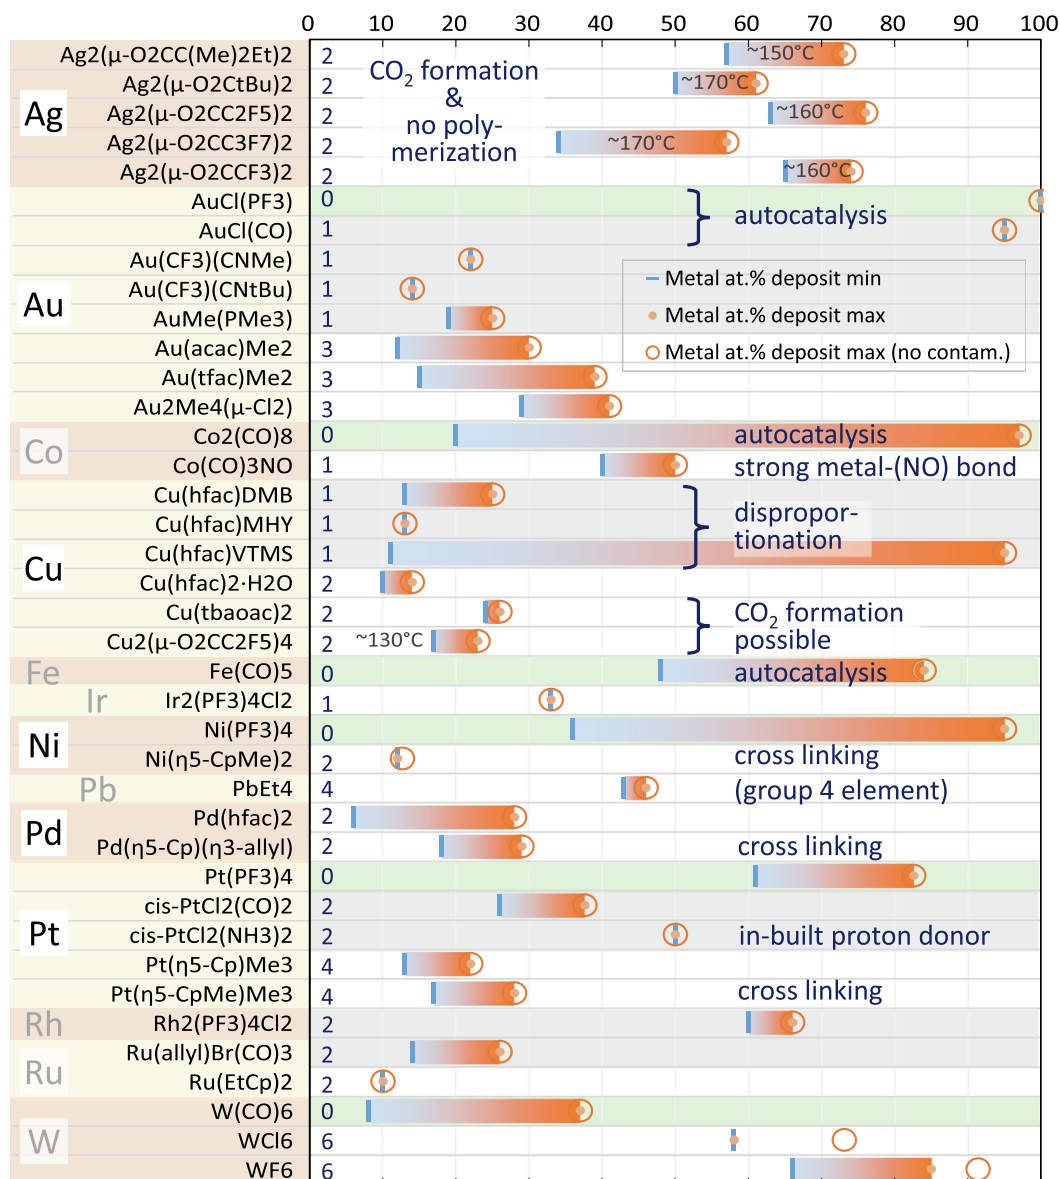 0 10 20 30 40 50 60 70 80 90 100
Ag
Ag2(μ-O2CC(Me)2Et)2 2 ~150°C
Ag2(μ-O2CtBu)2 2 ~170°C
Ag2(μ-O2CC2F5)2 2 ~160°C
Ag2(μ-O2CC3F7)2 2 ~170°C
Ag2(μ-O2CCF3)2 2 ~160°C
CO₂ formation
&
no poly-
merization
Au
AuCl(PF3) 0
AuCl(CO) 1
autocatalysis
Au(CF3)(CNMe) 1
Au(CF3)(CNtBu) 1
AuMe(PMe3) 1
Au(acac)Me2 3
Au(tfac)Me2 3
Au2Me4(μ-Cl2) 3
Metal at.% deposit min
Metal at.% deposit max
Metal at.% deposit max (no contam.)
Co
Co2(CO)8 0 autocatalysis
Co(CO)3NO 1 strong metal-(NO) bond
Cu
Cu(hfac)DMB 1
Cu(hfac)MHY 1
Cu(hfac)VTMS 1
dispropor-
tionation
Cu(hfac)2·H2O 2
Cu(tbaoac)2 2
Cu2(μ-O2CC2F5)4 2 ~130°C
CO₂ formation
possible
Fe
Fe(CO)5 0 autocatalysis
Ir
Ir2(PF3)4Cl2 1
Ni
Ni(PF3)4 0
Ni(η5-CpMe)2 2 cross linking
Pb
PbEt4 4 (group 4 element)
Pd
Pd(hfac)2 2
Pd(η5-Cp)(η3-allyl) 2 cross linking
Pt
Pt(PF3)4 0
cis-PtCl2(CO)2 2
cis-PtCl2(NH3)2 2 in-built proton donor
Pt(η5-Cp)Me3 4
Pt(η5-CpMe)Me3 4 cross linking
Rh
Rh2(PF3)4Cl2 2
Ru
Ru(allyl)Br(CO)3 2
Ru(EtCp)2 2
W
W(CO)6 0
WCl6 6
WF6 6